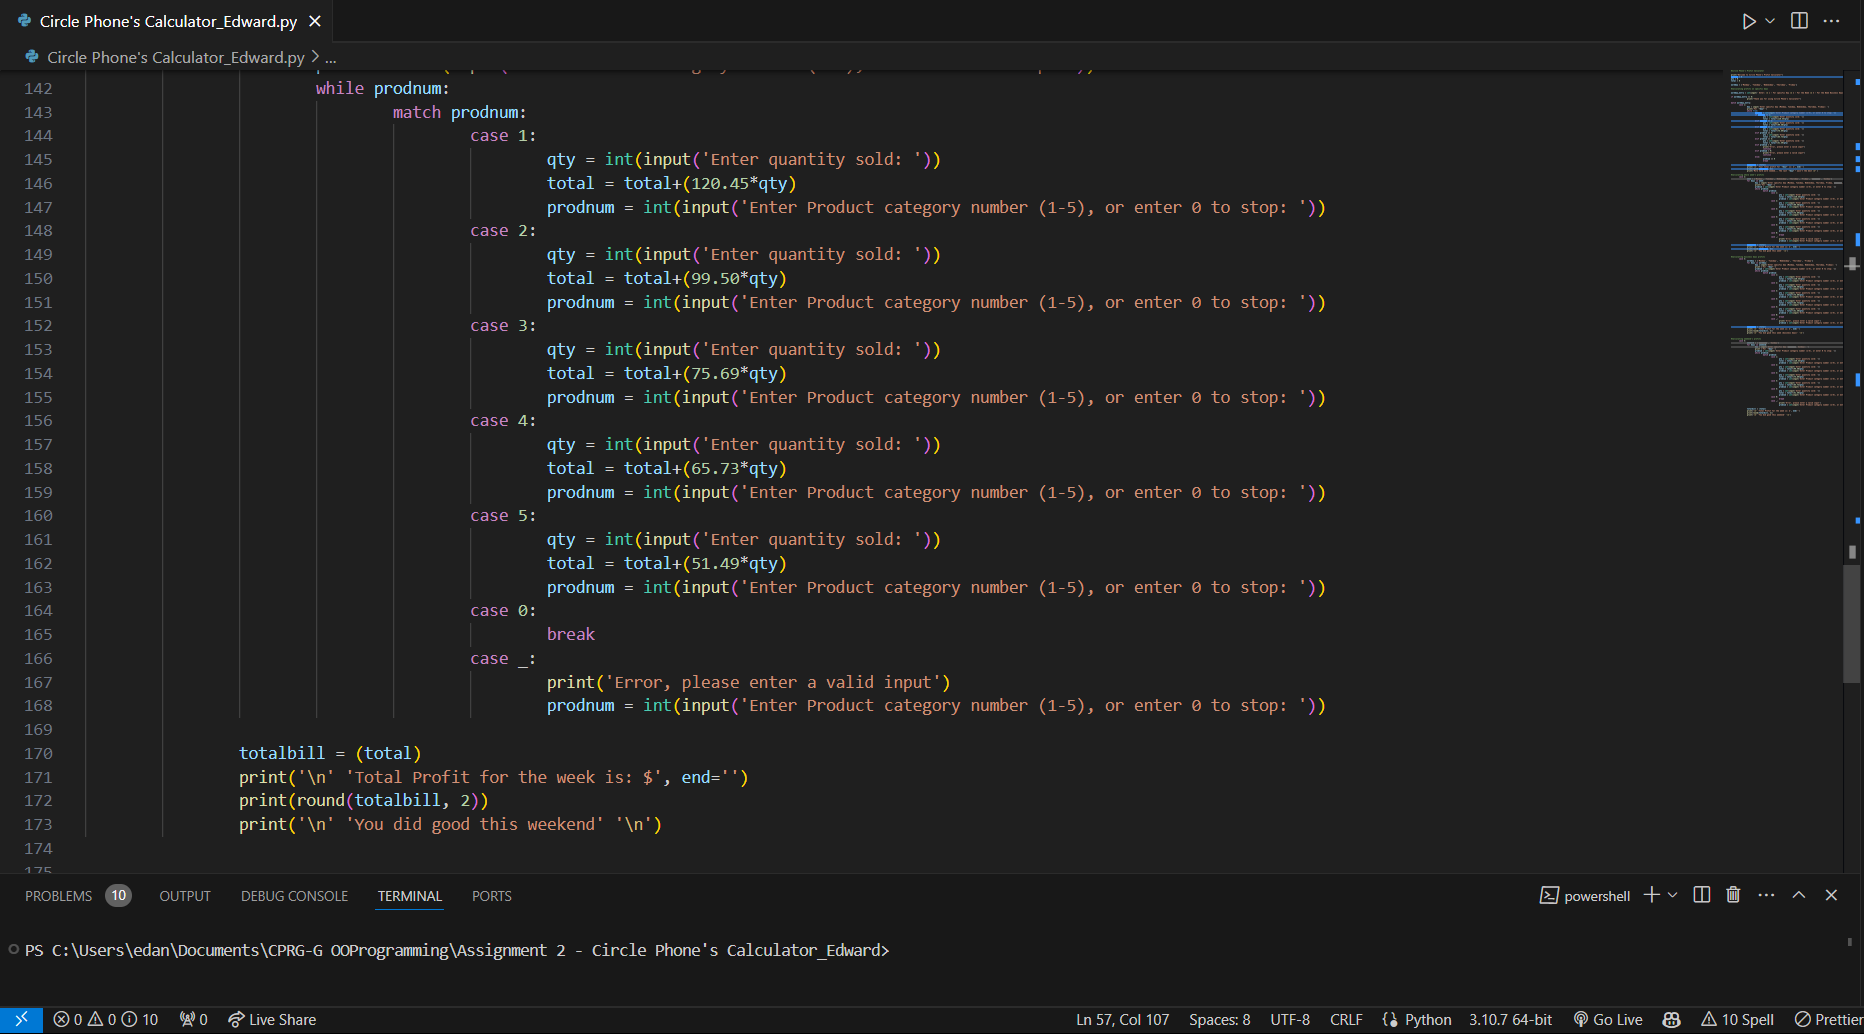 Circle Phone's Calculator_Edward.py
Circle Phone's Calculator_Edward.py > ...
142 while prodnum:
143 match prodnum:
144 case 1:
145 qty = int(input('Enter quantity sold: '))
146 total = total+(120.45*qty)
147 prodnum = int(input('Enter Product category number (1-5), or enter 0 to stop: '))
148 case 2:
149 qty = int(input('Enter quantity sold: '))
150 total = total+(99.50*qty)
151 prodnum = int(input('Enter Product category number (1-5), or enter 0 to stop: '))
152 case 3:
153 qty = int(input('Enter quantity sold: '))
154 total = total+(75.69*qty)
155 prodnum = int(input('Enter Product category number (1-5), or enter 0 to stop: '))
156 case 4:
157 qty = int(input('Enter quantity sold: '))
158 total = total+(65.73*qty)
159 prodnum = int(input('Enter Product category number (1-5), or enter 0 to stop: '))
160 case 5:
161 qty = int(input('Enter quantity sold: '))
162 total = total+(51.49*qty)
163 prodnum = int(input('Enter Product category number (1-5), or enter 0 to stop: '))
164 case 0:
165 break
166 case _:
167 print('Error, please enter a valid input')
168 prodnum = int(input('Enter Product category number (1-5), or enter 0 to stop: '))
169
170 totalbill = (total)
171 print('\n' 'Total Profit for the week is: $', end='')
172 print(round(totalbill, 2))
173 print('\n' 'You did good this weekend' '\n')
174
175
PROBLEMS 10 OUTPUT DEBUG CONSOLE TERMINAL PORTS powershell
PS C:\Users\edan\Documents\CPRG-G OOProgramming\Assignment 2 - Circle Phone's Calculator_Edward>
0 0 10 0 Live Share Ln 57, Col 107 Spaces: 8 UTF-8 CRLF Python 3.10.7 64-bit Go Live 10 Spell Prettier